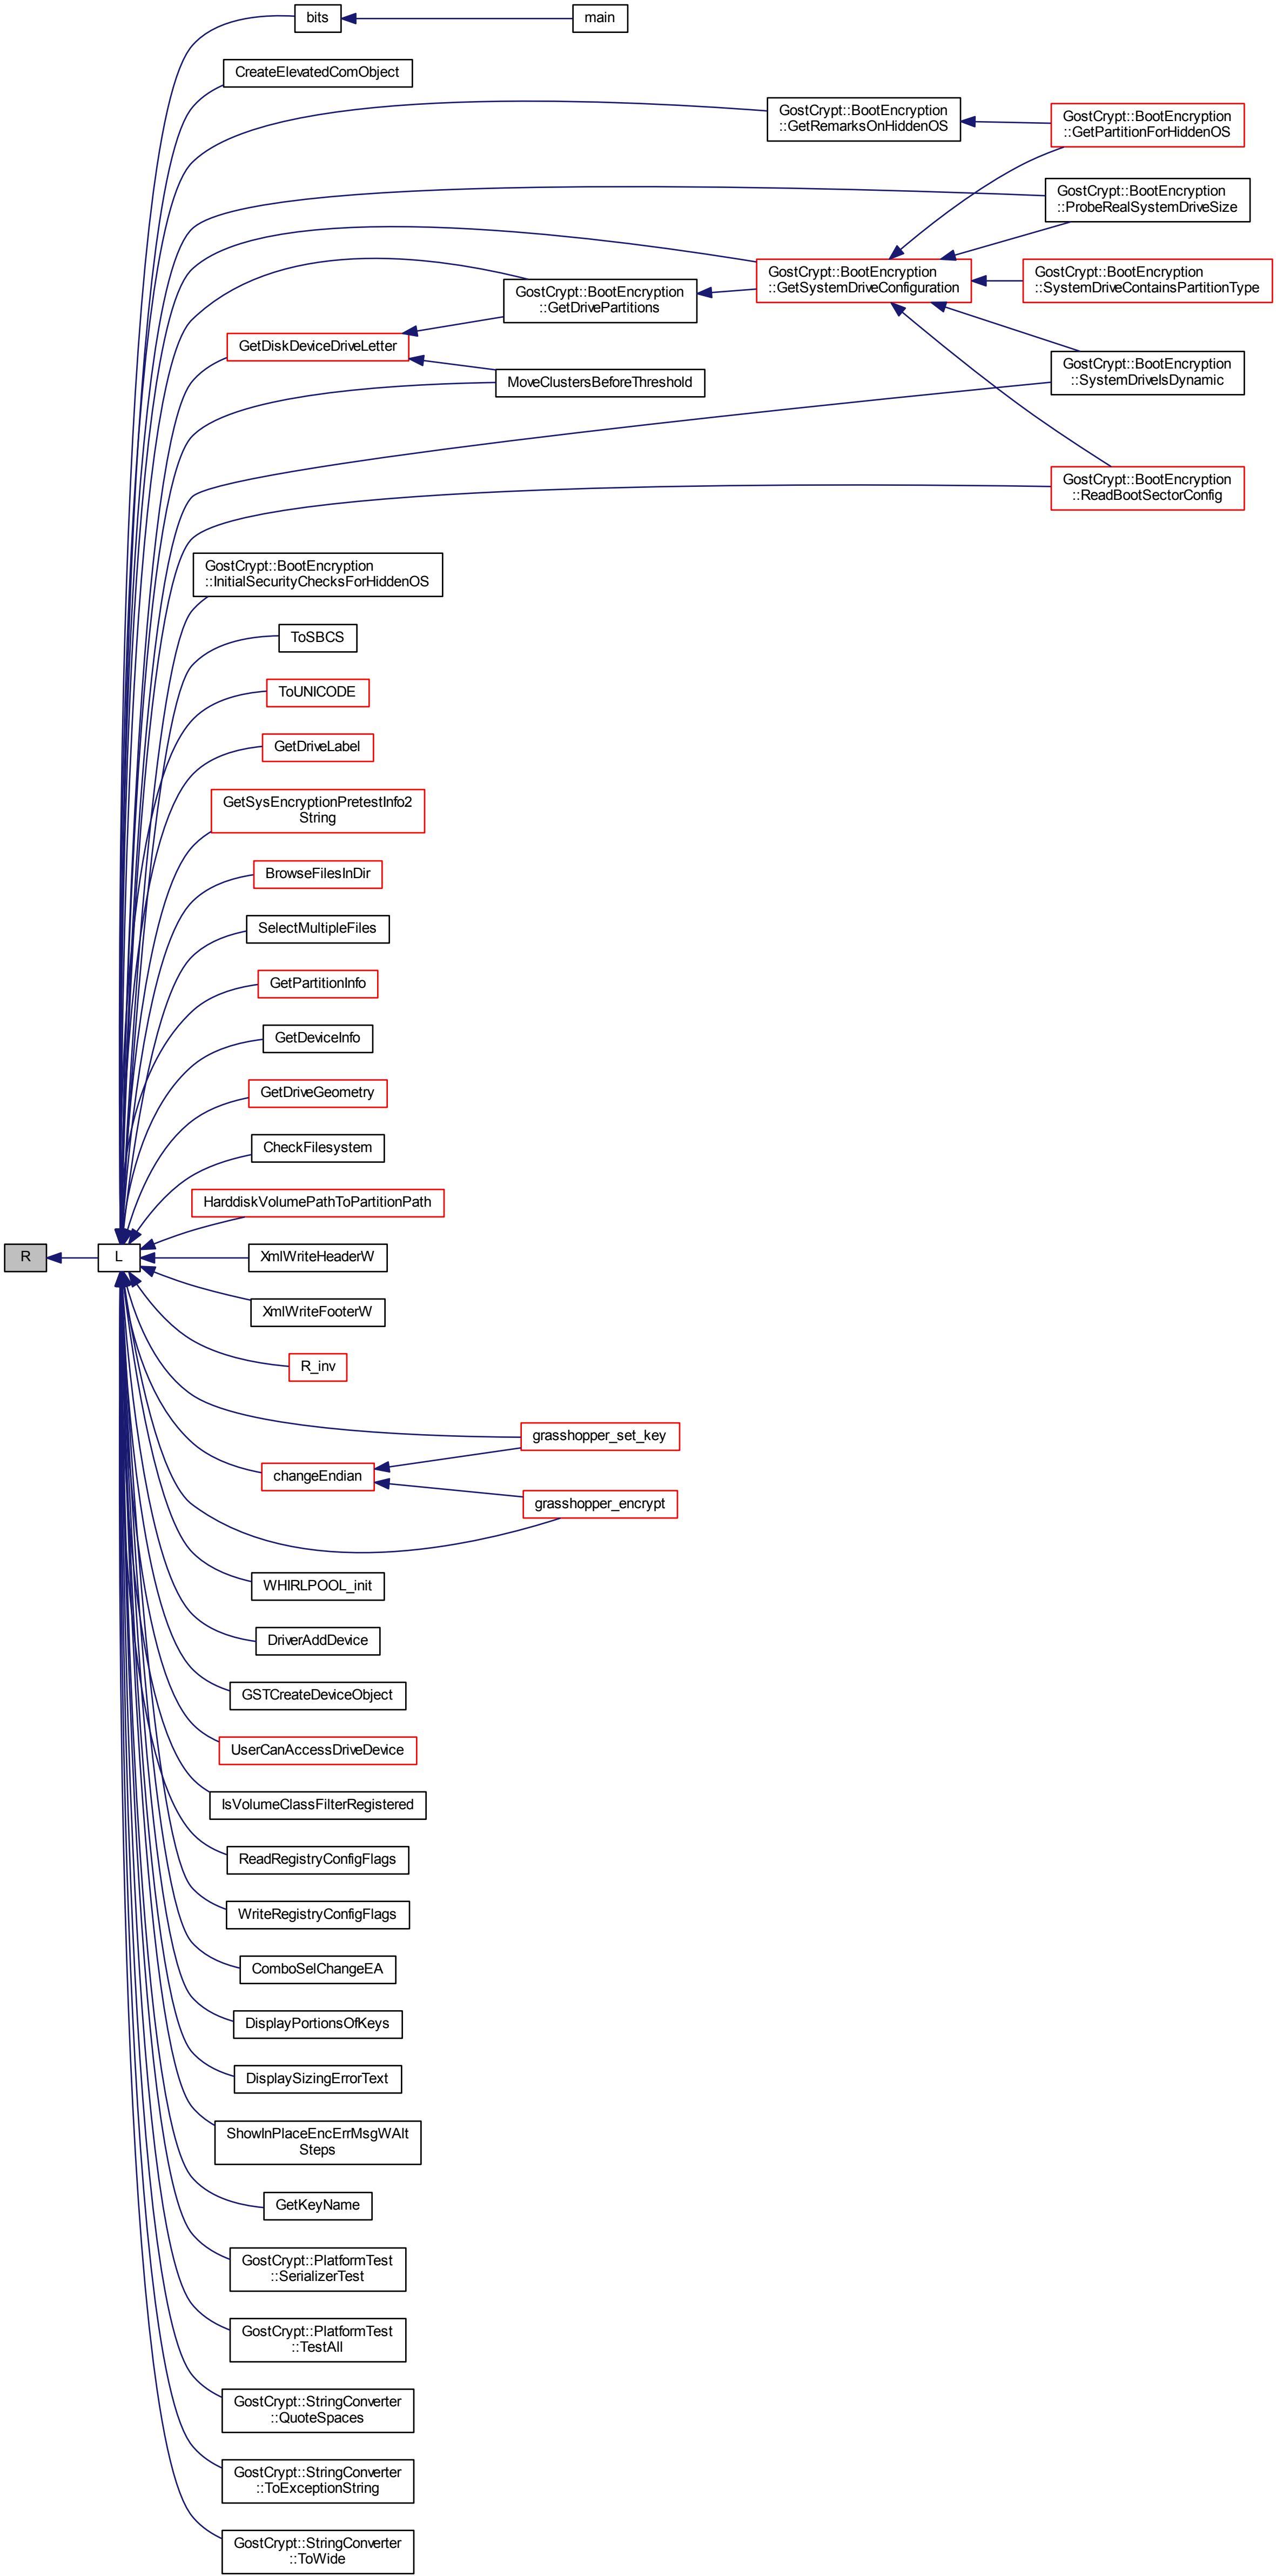 bits
main
CreateElevatedComObject
GostCrypt::BootEncryption
::GetRemarksOnHiddenOS
GostCrypt::BootEncryption
::GetPartitionForHiddenOS
GostCrypt::BootEncryption
::ProbeRealSystemDriveSize
GostCrypt::BootEncryption
::GetSystemDriveConfiguration
GostCrypt::BootEncryption
::SystemDriveContainsPartitionType
GostCrypt::BootEncryption
::GetDrivePartitions
GetDiskDeviceDriveLetter
GostCrypt::BootEncryption
::SystemDriveIsDynamic
MoveClustersBeforeThreshold
GostCrypt::BootEncryption
::ReadBootSectorConfig
GostCrypt::BootEncryption
::InitialSecurityChecksForHiddenOS
ToSBCS
ToUNICODE
GetDriveLabel
GetSysEncryptionPretestInfo2
String
BrowseFilesInDir
SelectMultipleFiles
GetPartitionInfo
GetDeviceInfo
GetDriveGeometry
CheckFilesystem
HarddiskVolumePathToPartitionPath
R
L
XmlWriteHeaderW
XmlWriteFooterW
R_inv
grasshopper_set_key
changeEndian
grasshopper_encrypt
WHIRLPOOL_init
DriverAddDevice
GSTCreateDeviceObject
UserCanAccessDriveDevice
IsVolumeClassFilterRegistered
ReadRegistryConfigFlags
WriteRegistryConfigFlags
ComboSelChangeEA
DisplayPortionsOfKeys
DisplaySizingErrorText
ShowInPlaceEncErrMsgWAlt
Steps
GetKeyName
GostCrypt::PlatformTest
::SerializerTest
GostCrypt::PlatformTest
::TestAll
GostCrypt::StringConverter
::QuoteSpaces
GostCrypt::StringConverter
::ToExceptionString
GostCrypt::StringConverter
::ToWide